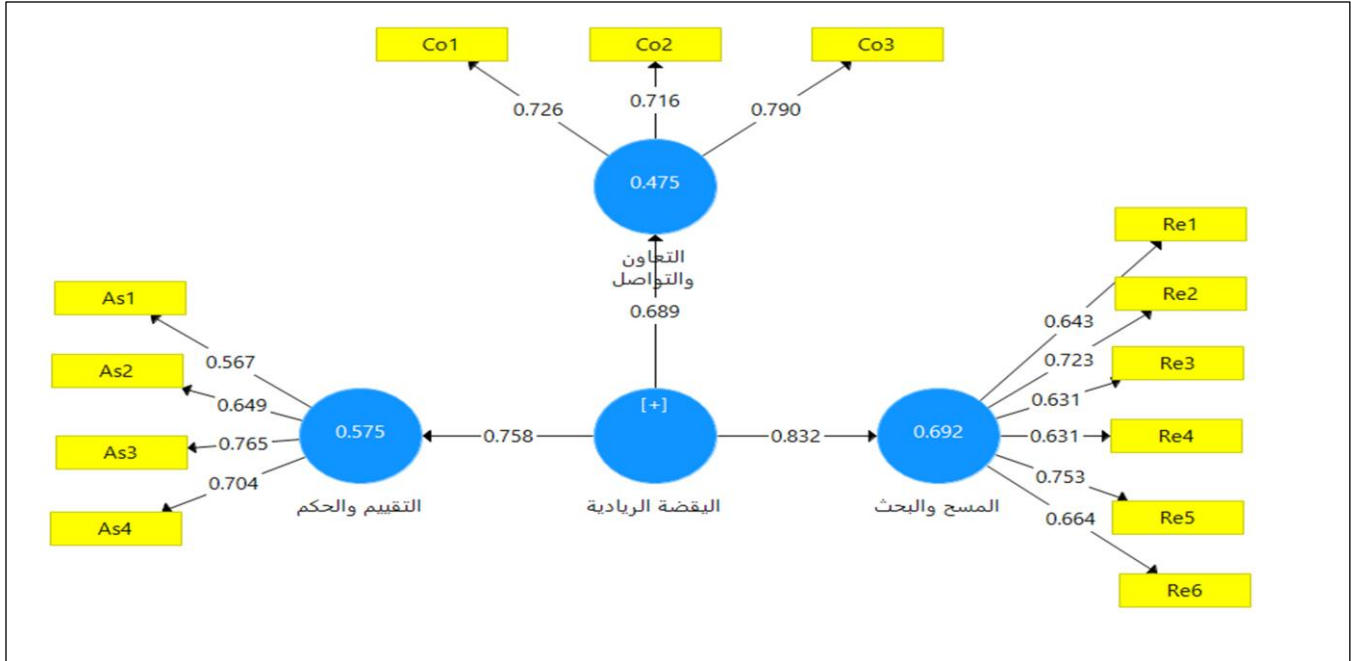 Co1
Co2
Co3
0.726
0.716
0.790
0.475
التعاون
والتواصل
0.689
As1
As2
As3
As4
0.567
0.649
0.765
0.704
0.575
التقييم والحكم
0.758
[+]
اليقضة الريادية
0.832
0.692
المسح والبحث
Re1
Re2
Re3
Re4
Re5
Re6
0.643
0.723
0.631
0.631
0.753
0.664